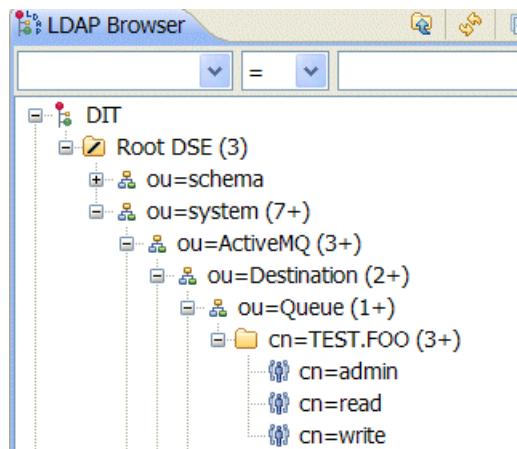 LDAP Browser
=
DIT
Root DSE (3)
ou=schema
ou=system (7+)
ou=ActiveMQ (3+)
ou=Destination (2+)
ou=Queue (1+)
cn=TEST.FOO (3+)
cn=admin
cn=read
cn=write